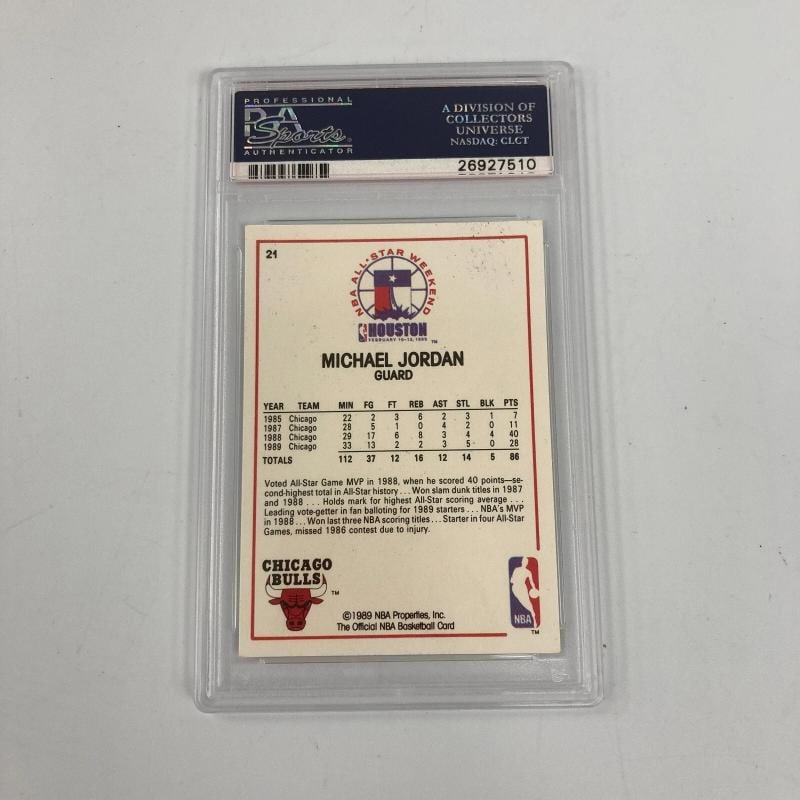 PROFESSIONAL
PSA
Sports
AUTHENTICATOR
A DIVISION OF
COLLECTORS
UNIVERSE
NASDAQ: CLCT
26927510
21
NBA ALL★STAR WEEKEND
HOUSTON
FEBRUARY 10-12, 1989
TM
MICHAEL JORDAN
GUARD
YEAR TEAM MIN FG FT REB AST STL BLK PTS
1985 Chicago 22 2 3 6 2 3 1 7
1987 Chicago 28 5 1 0 4 2 0 11
1988 Chicago 29 17 6 8 3 4 4 40
1989 Chicago 33 13 2 2 3 5 0 28
TOTALS 112 37 12 16 12 14 5 86
Voted All-Star Game MVP in 1988, when he scored 40 points—se-
cond-highest total in All-Star history . . . Won slam dunk titles in 1987
and 1988 . . . Holds mark for highest All-Star scoring average . . .
Leading vote-getter in fan balloting for 1989 starters . . . NBA's MVP
in 1988 . . . Won last three NBA scoring titles . . . Starter in four All-Star
Games, missed 1986 contest due to injury.
CHICAGO
BULLS
TM
©1989 NBA Properties, Inc.
The Official NBA Basketball Card
NBA
TM